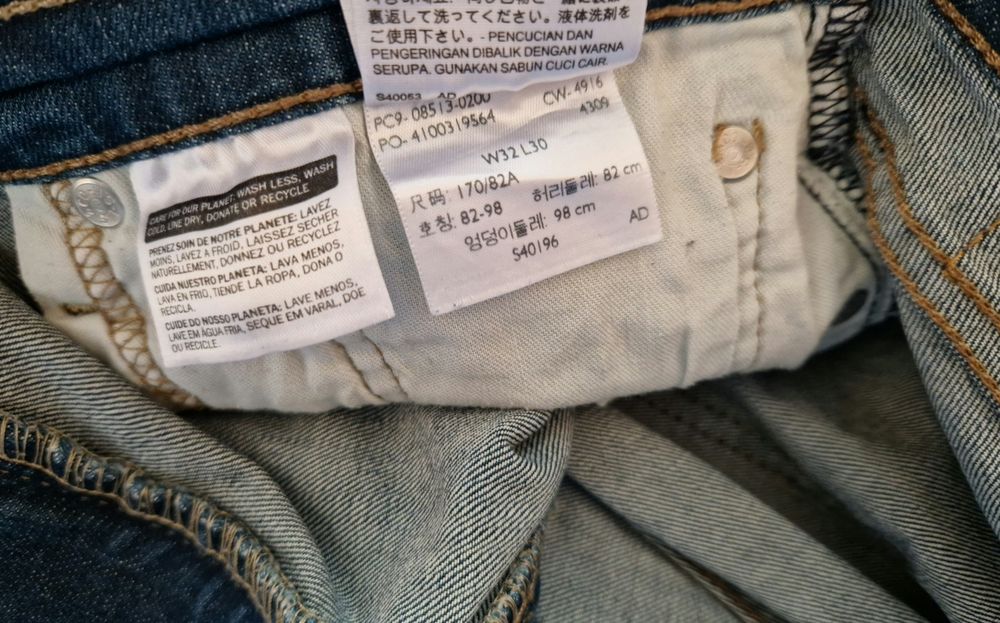 裏返して洗ってください。液体洗剤を
ご使用下さい。- PENCUCIAN DAN
PENGERINGAN DIBALIK DENGAN WARNA
SERUPA. GUNAKAN SABUN CUCI CAIR.
S40053 AD
PC9- 08513-0200 CW- 4916
PO- 4100319564 4309
W32 L30
尺码: 170/82A 허리둘레: 82 cm
호칭: 82-98
엉덩이둘레: 98 cm AD
S40196
CARE FOR OUR PLANET: WASH LESS, WASH
COLD, LINE DRY, DONATE OR RECYCLE
PRENEZ SOIN DE NOTRE PLANETE: LAVEZ
MOINS, LAVEZ A FROID, LAISSEZ SECHER
NATURELLEMENT, DONNEZ OU RECYCLEZ
CUIDA NUESTRO PLANETA: LAVA MENOS,
LAVA EN FRIO, TIENDE LA ROPA, DONA O
RECICLA.
CUIDE DO NOSSO PLANETA: LAVE MENOS,
LAVE EM ÁGUA FRIA, SEQUE EM VARAL, DOE
OU RECICLE.